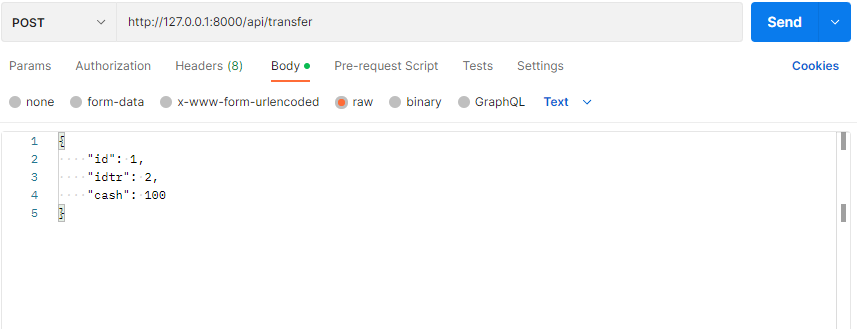 POST http://127.0.0.1:8000/api/transfer Send
Params Authorization Headers (8) Body Pre-request Script Tests Settings Cookies
none form-data x-www-form-urlencoded raw binary GraphQL Text
1 {
2 ····"id":·1,
3 ····"idtr":·2,
4 ····"cash":·100
5 }